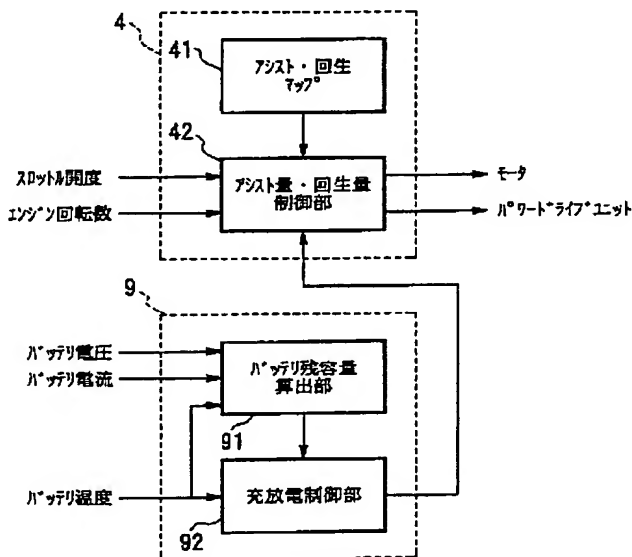 4
41
アシスト・回生
マップ
42
スロットル開度
エンジン回転数
アシスト量・回生量
制御部
モータ
パワードライブユニット
9
バッテリ電圧
バッテリ電流
バッテリ残容量
算出部
91
バッテリ温度
充放電制御部
92